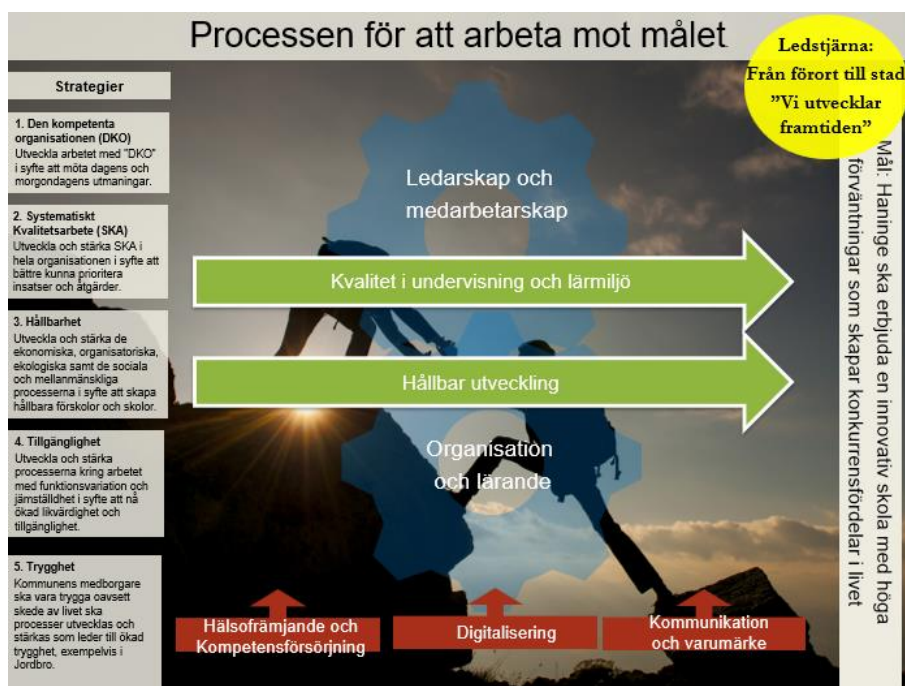 Processen för att arbeta mot målet
Ledstjärna:
Från förort till stad
”Vi utvecklar
framtiden”
Strategier
1. Den kompetenta
organisationen (DKO)
Utveckla arbetet med "DKO"
i syfte att möta dagens och
morgondagens utmaningar.
2. Systematiskt
Kvalitetsarbete (SKA)
Utveckla och stärka SKA i
hela organisationen i syfte att
bättre kunna prioritera
insatser och åtgärder.
3. Hållbarhet
Utveckla och stärka de
ekonomiska, organisatoriska,
ekologiska samt de sociala
och mellanmänskliga
processerna i syfte att skapa
hållbara förskolor och skolor.
4. Tillgänglighet
Utveckla och stärka
processerna kring arbetet
med funktionsvariation och
jämställdhet i syfte att nå
ökad likvärdighet och
tillgänglighet.
5. Trygghet
Kommunens medborgare
ska vara trygga oavsett
skede av livet ska
processer utvecklas och
stärkas som leder till ökad
trygghet, exempelvis i
Jordbro.
Ledarskap och
medarbetarskap
Kvalitet i undervisning och lärmiljö
Hållbar utveckling
Organisation
och lärande
Hälsofrämjande och
Kompetensförsörjning
Digitalisering
Kommunikation
och varumärke
Mål: Haninge ska erbjuda en innovativ skola med höga
förväntningar som skapar konkurrensfördelar i livet